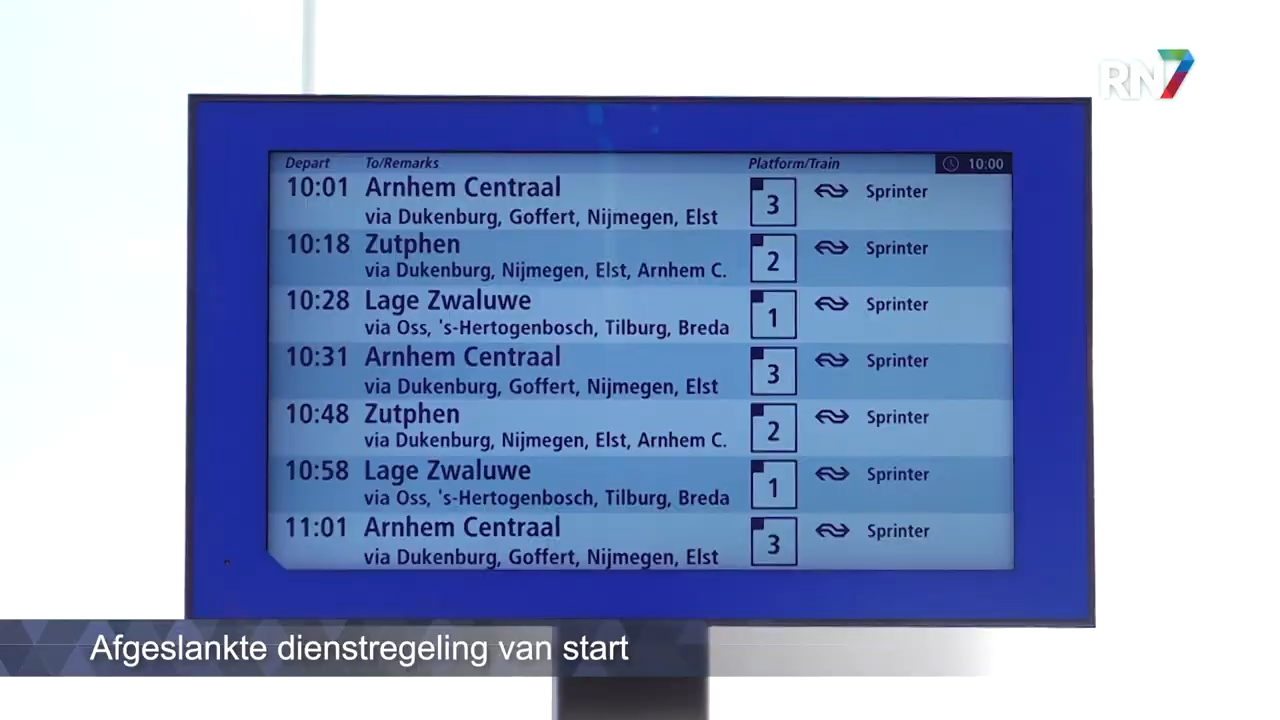 RN7
Depart To/Remarks Platform/Train 10:00
10:01 Arnhem Centraal 3 Sprinter
via Dukenburg, Goffert, Nijmegen, Elst
10:18 Zutphen 2 Sprinter
via Dukenburg, Nijmegen, Elst, Arnhem C.
10:28 Lage Zwaluwe 1 Sprinter
via Oss, 's-Hertogenbosch, Tilburg, Breda
10:31 Arnhem Centraal 3 Sprinter
via Dukenburg, Goffert, Nijmegen, Elst
10:48 Zutphen 2 Sprinter
via Dukenburg, Nijmegen, Elst, Arnhem C.
10:58 Lage Zwaluwe 1 Sprinter
via Oss, 's-Hertogenbosch, Tilburg, Breda
11:01 Arnhem Centraal 3 Sprinter
via Dukenburg, Goffert, Nijmegen, Elst
Afgeslankte dienstregeling van start